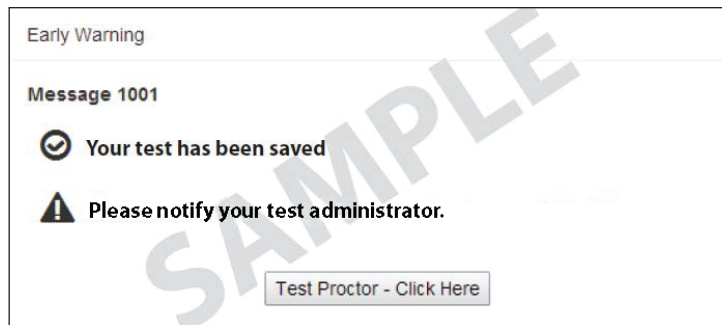 Early Warning
Message 1001
Your test has been saved
Please notify your test administrator.
Test Proctor - Click Here
SAMPLE